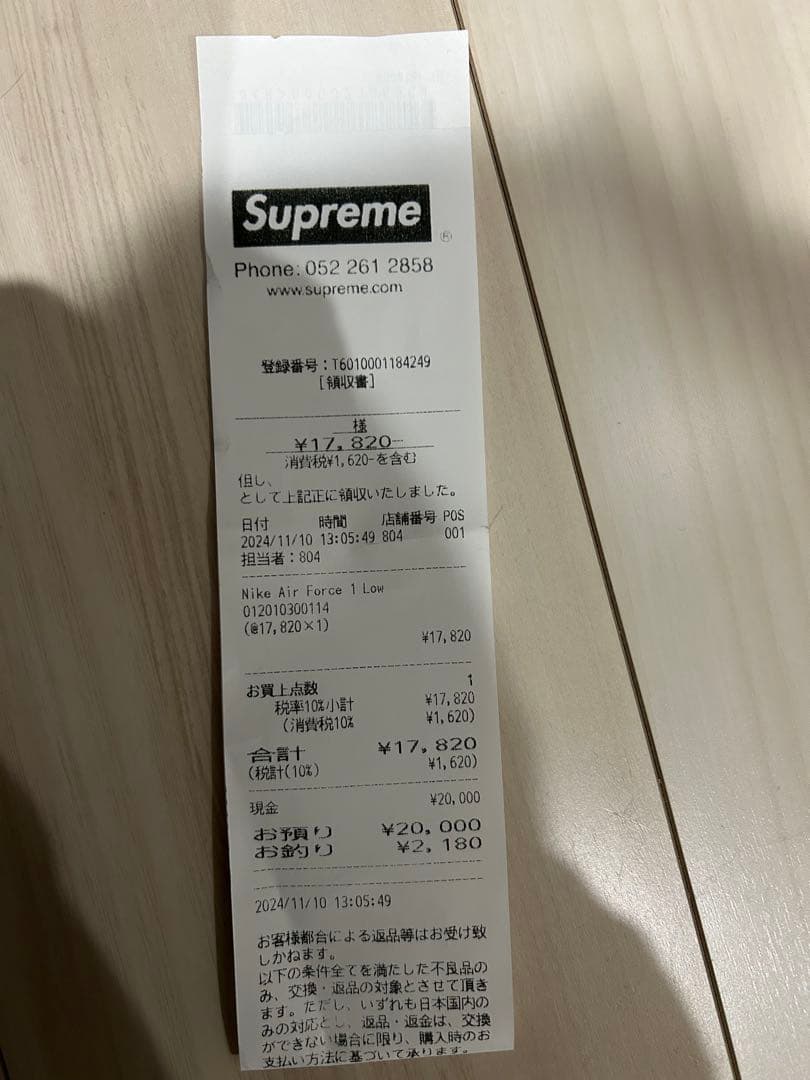 Supreme
®
Phone: 052 261 2858
www.supreme.com
登録番号：T6010001184249
[領収書]
様
¥17,820-
消費税¥1,620-を含む
但し、
として上記正に領収いたしました。
日付 時間 店舗番号 POS
2024/11/10 13:05:49 804 001
担当者：804
Nike Air Force 1 Low
012010300114
(@17,820×1)
¥17,820
お買上点数 1
税率10%小計 ¥17,820
(消費税10% ¥1,620)
合計 ¥17,820
(税計(10%) ¥1,620)
現金 ¥20,000
お預り ¥20,000
お釣り ¥2,180
2024/11/10 13:05:49
お客様都合による返品等はお受け致
しかねます。
以下の条件全てを満たした不良品の
み、交換・返品の対象とさせて頂き
ます。ただし、いずれも日本国内の
みの対応とし、返品・返金は、交換
ができない場合に限り、購入時のお
支払い方法に基づいて承ります。